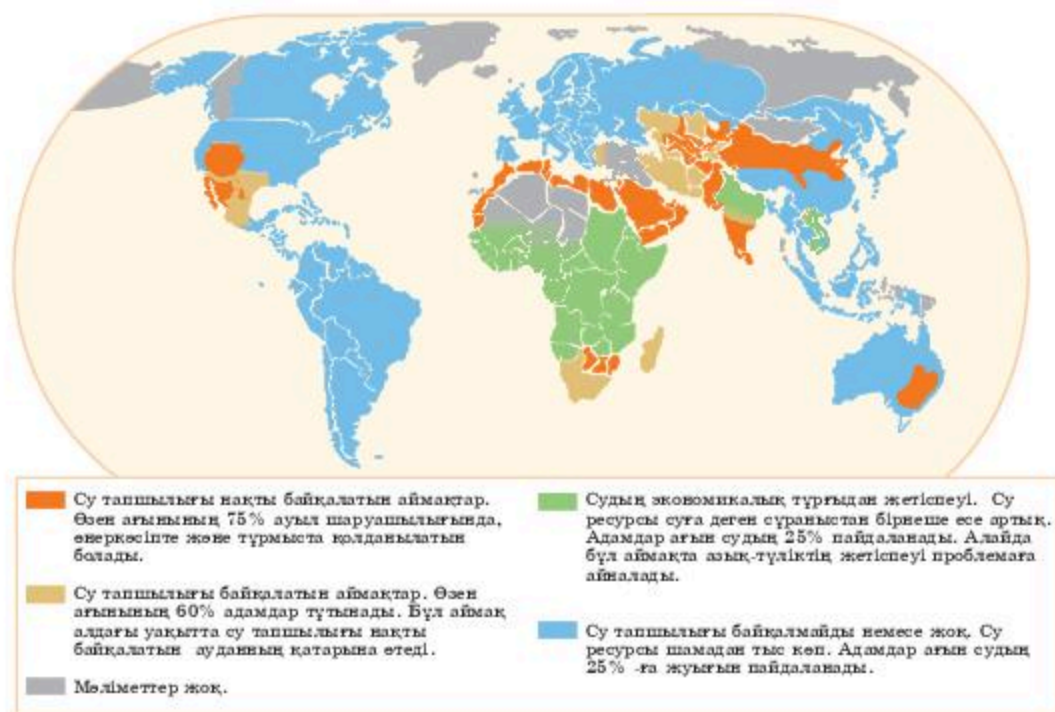 Су тапшылығы нақты байқалатын аймақтар.
Өзен ағынының 75% ауыл шаруашылығында,
өнеркәсіпте және тұрмыста қолданылатын
болады.
Су тапшылығы байқалатын аймақтар. Өзен
ағынының 60% адамдар тұтынады. Бұл аймақ
алдағы уақытта су тапшылығы нақты
байқалатын ауданның қатарына өтеді.
Мәліметтер жоқ.
Судың экономикалық тұрғыдан жетіспеуі. Су
ресурсы суға деген сұраныстан бірнеше есе артық.
Адамдар ағын судың 25% пайдаланады. Алайда
бұл аймақта азық-түліктің жетіспеуі проблемаға
айналады.
Су тапшылығы байқалмайды немесе жоқ. Су
ресурсы шамадан тыс көп. Адамдар ағын судың
25% -ға жуығын пайдаланады.